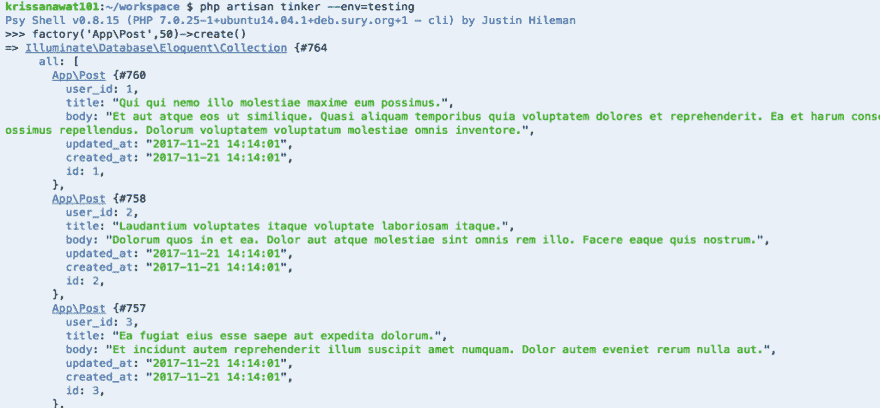 krissanawat101:~/workspace $ php artisan tinker --env=testing
Psy Shell v0.8.15 (PHP 7.0.25-1+ubuntu14.04.1+deb.sury.org+1 — cli) by Justin Hileman
>>> factory('App\Post',50)->create()
=> Illuminate\Database\Eloquent\Collection {#764
all: [
App\Post {#760
user_id: 1,
title: "Qui qui nemo illo molestiae maxime eum possimus.",
body: "Et aut atque eos ut similique. Quasi aliquam temporibus quia voluptatem dolores et reprehenderit. Ea et harum conse
ossimus repellendus. Dolorum voluptatem voluptatum molestiae omnis inventore.",
updated_at: "2017-11-21 14:14:01",
created_at: "2017-11-21 14:14:01",
id: 1,
},
App\Post {#758
user_id: 2,
title: "Laudantium voluptates itaque voluptate laboriosam itaque.",
body: "Dolorum quos in et ea. Dolor aut atque molestiae sint omnis rem illo. Facere eaque quis nostrum.",
updated_at: "2017-11-21 14:14:01",
created_at: "2017-11-21 14:14:01",
id: 2,
},
App\Post {#757
user_id: 3,
title: "Ea fugiat eius esse saepe aut expedita dolorum.",
body: "Et incidunt autem reprehenderit illum suscipit amet numquam. Dolor autem eveniet rerum nulla aut.",
updated_at: "2017-11-21 14:14:01",
created_at: "2017-11-21 14:14:01",
id: 3,
},